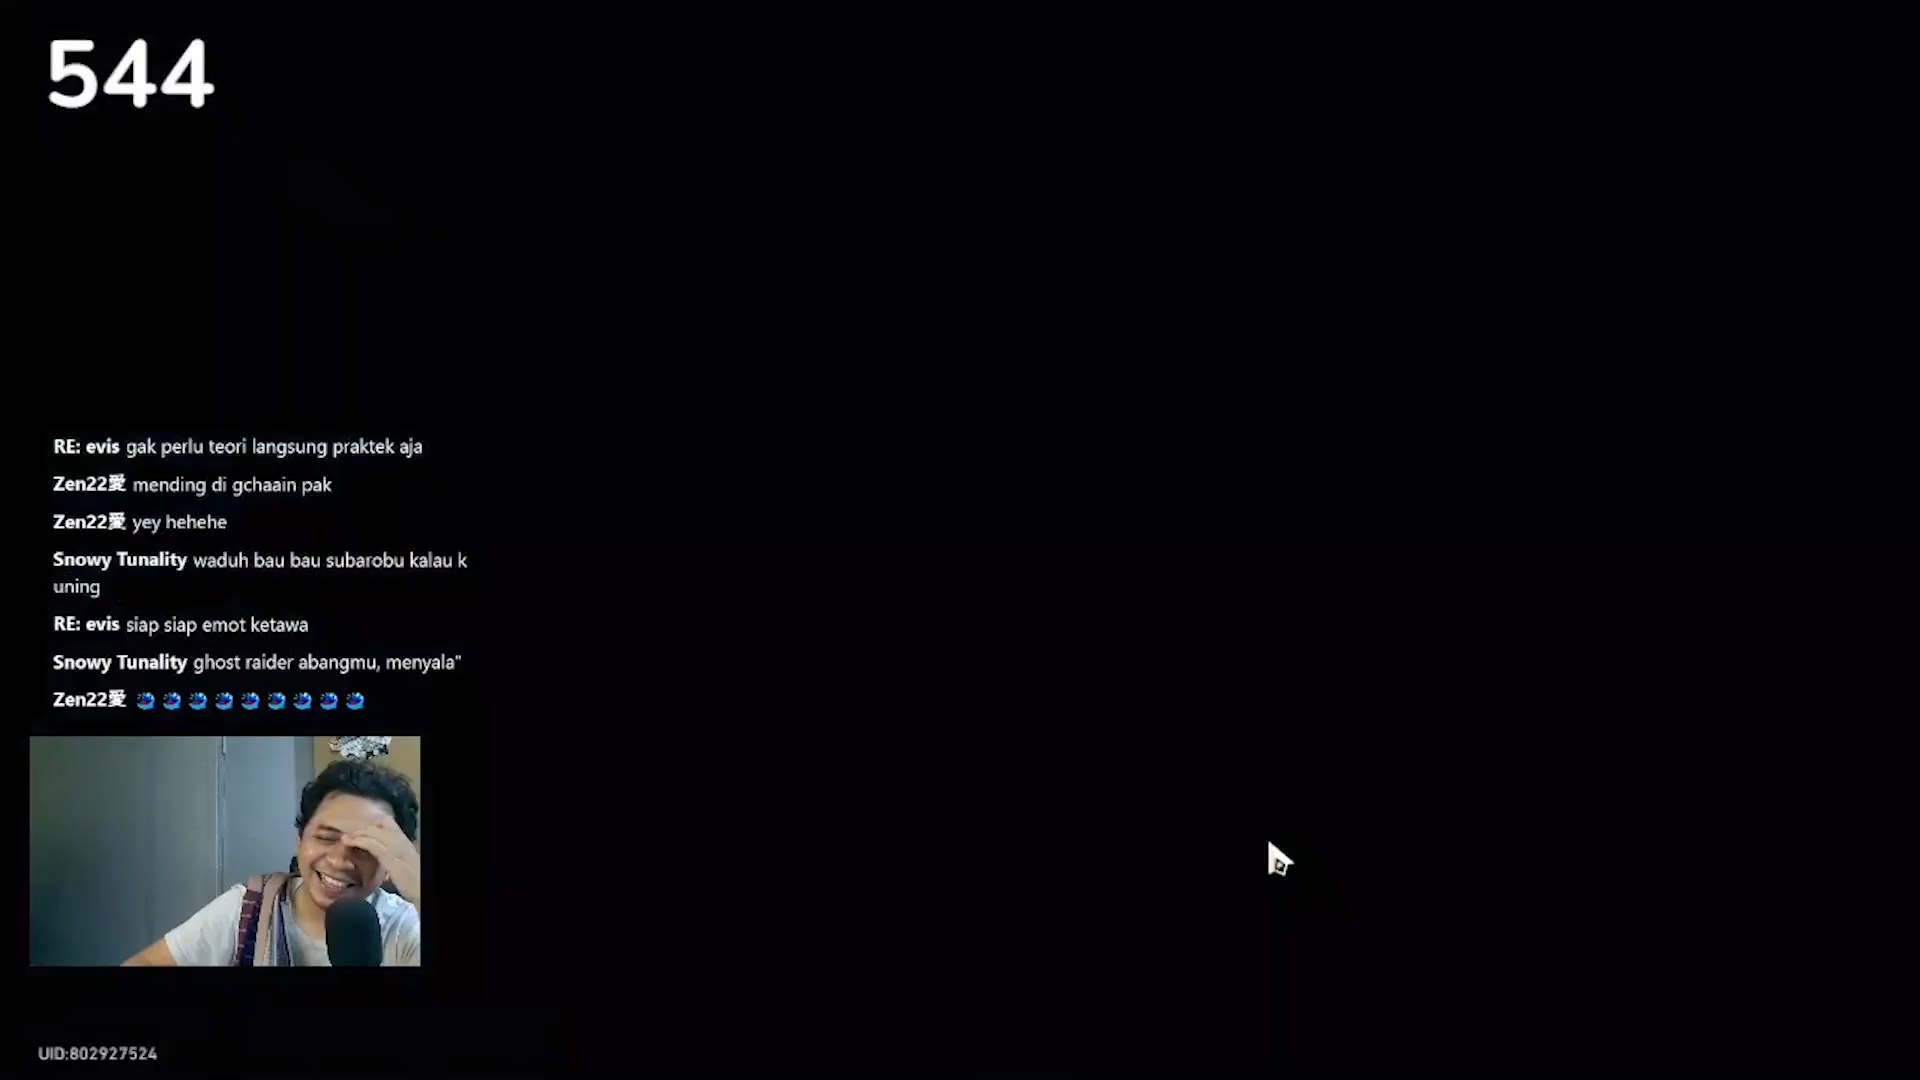 544
RE: evis gak perlu teori langsung praktek aja
Zen22愛 mending di gchaain pak
Zen22愛 yey hehehe
Snowy Tunality waduh bau bau subarobu kalau k
uning
RE: evis siap siap emot ketawa
Snowy Tunality ghost raider abangmu, menyala"
Zen22愛
UID:802927524